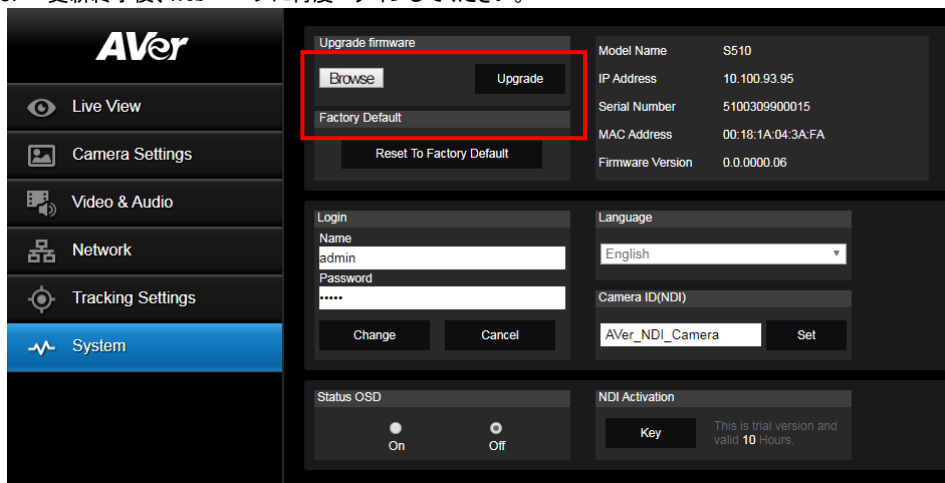 AVer
Live View
Camera Settings
Video & Audio
Network
Tracking Settings
System
Upgrade firmware
Browse
Upgrade
Factory Default
Reset To Factory Default
Model Name S510
IP Address 10.100.93.95
Serial Number 5100309900015
MAC Address 00:18:1A:04:3A:FA
Firmware Version 0.0.0000.06
Login
Name
admin
Password
•••••
Change
Cancel
Language
English
Camera ID(NDI)
AVer_NDI_Camera
Set
Status OSD
On
Off
NDI Activation
Key
This is trial version and
valid 10 Hours.